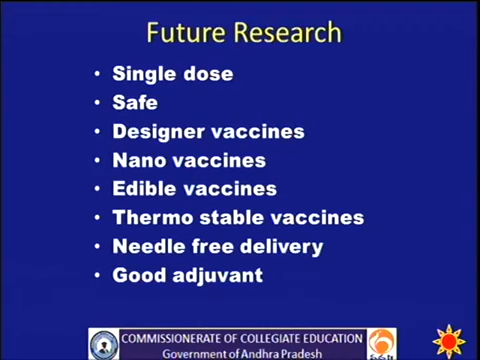 Future Research
• Single dose
• Safe
• Designer vaccines
• Nano vaccines
• Edible vaccines
• Thermo stable vaccines
• Needle free delivery
• Good adjuvant
COMMISSIONERATE OF COLLEGIATE EDUCATION
Government of Andhra Pradesh